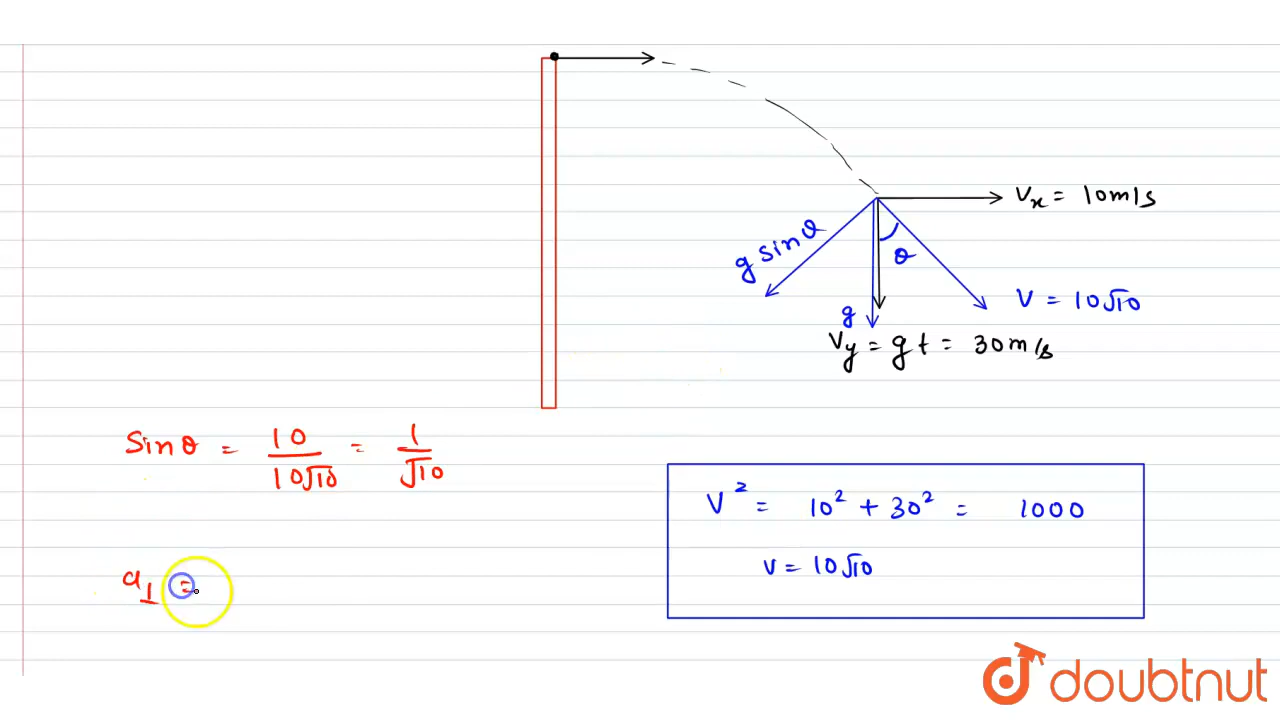 Vx = 10m/s
g sinθ
θ
V = 10√10
g
Vy = gt = 30m/s
Sinθ = 10/10√10 = 1/√10
V² = 10² + 30² = 1000
V = 10√10
a⊥ =
doubtnut